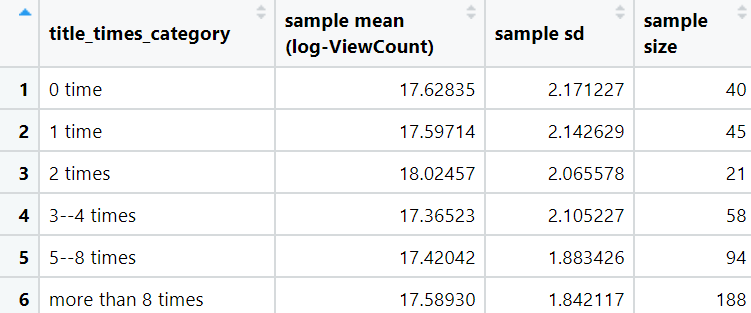 title_times_category sample mean (log-ViewCount) sample sd sample size
1 0 time 17.62835 2.171227 40
2 1 time 17.59714 2.142629 45
3 2 times 18.02457 2.065578 21
4 3--4 times 17.36523 2.105227 58
5 5--8 times 17.42042 1.883426 94
6 more than 8 times 17.58930 1.842117 188